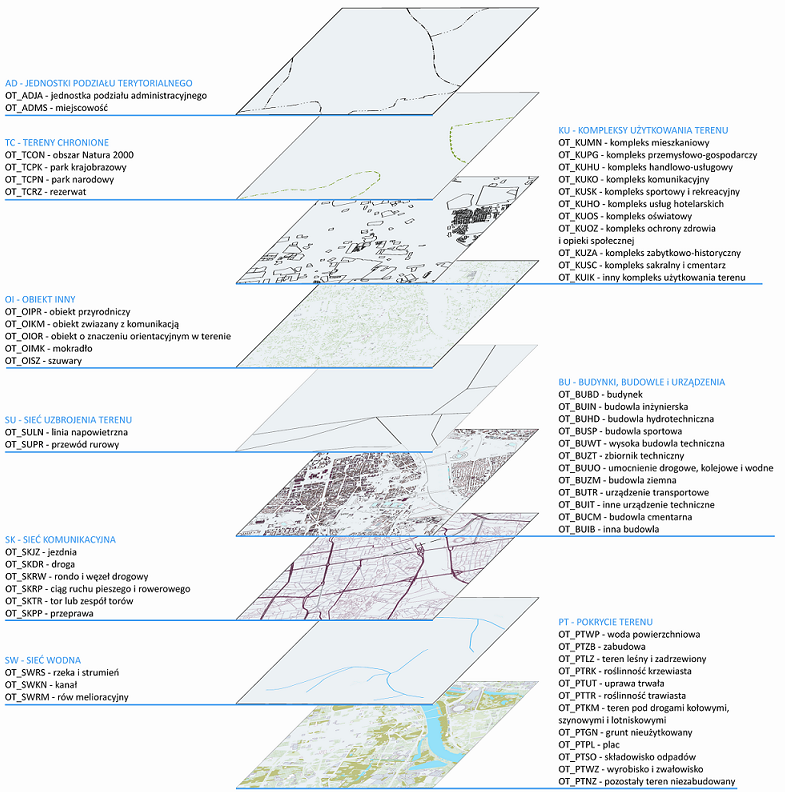 AD - JEDNOSTKI PODZIAŁU TERYTORIALNEGO
OT_ADJA - jednostka podziału administracyjnego
OT_ADMS - miejscowość
TC - TERENY CHRONIONE
OT_TCON - obszar Natura 2000
OT_TCPK - park krajobrazowy
OT_TCPN - park narodowy
OT_TCRZ - rezerwat
KU - KOMPLEKSY UŻYTKOWANIA TERENU
OT_KUMN - kompleks mieszkaniowy
OT_KUPG - kompleks przemysłowo-gospodarczy
OT_KUHU - kompleks handlowo-usługowy
OT_KUKO - kompleks komunikacyjny
OT_KUSK - kompleks sportowy i rekreacyjny
OT_KUHO - kompleks usług hotelarskich
OT_KUOS - kompleks oświatowy
OT_KUOZ - kompleks ochrony zdrowia
i opieki społecznej
OT_KUZA - kompleks zabytkowo-historyczny
OT_KUSC - kompleks sakralny i cmentarz
OT_KUIK - inny kompleks użytkowania terenu
OI - OBIEKT INNY
OT_OIPR - obiekt przyrodniczy
OT_OIKM - obiekt zwiazany z komunikacją
OT_OIOR - obiekt o znaczeniu orientacyjnym w terenie
OT_OIMK - mokradło
OT_OISZ - szuwary
BU - BUDYNKI, BUDOWLE i URZĄDZENIA
OT_BUBD - budynek
OT_BUIN - budowla inżynierska
OT_BUHD - budowla hydrotechniczna
OT_BUSP - budowla sportowa
OT_BUWT - wysoka budowla techniczna
OT_BUZT - zbiornik techniczny
OT_BUUO - umocnienie drogowe, kolejowe i wodne
OT_BUZM - budowla ziemna
OT_BUTR - urządzenie transportowe
OT_BUIT - inne urządzenie techniczne
OT_BUCM - budowla cmentarna
OT_BUIB - inna budowla
SU - SIEĆ UZBROJENIA TERENU
OT_SULN - linia napowietrzna
OT_SUPR - przewód rurowy
SK - SIEĆ KOMUNIKACYJNA
OT_SKJZ - jezdnia
OT_SKDR - droga
OT_SKRW - rondo i węzeł drogowy
OT_SKRP - ciąg ruchu pieszego i rowerowego
OT_SKTR - tor lub zespół torów
OT_SKPP - przeprawa
PT - POKRYCIE TERENU
OT_PTWP - woda powierzchniowa
OT_PTZB - zabudowa
OT_PTLZ - teren leśny i zadrzewiony
OT_PTRK - roślinność krzewiasta
OT_PTUT - uprawa trwała
OT_PTTR - roślinność trawiasta
OT_PTKM - teren pod drogami kołowymi,
szynowymi i lotniskowymi
OT_PTGN - grunt nieużytkowany
OT_PTPL - plac
OT_PTSO - składowisko odpadów
OT_PTWZ - wyrobisko i zwałowisko
OT_PTNZ - pozostały teren niezabudowany
SW - SIEĆ WODNA
OT_SWRS - rzeka i strumień
OT_SWKN - kanał
OT_SWRM - rów melioracyjny